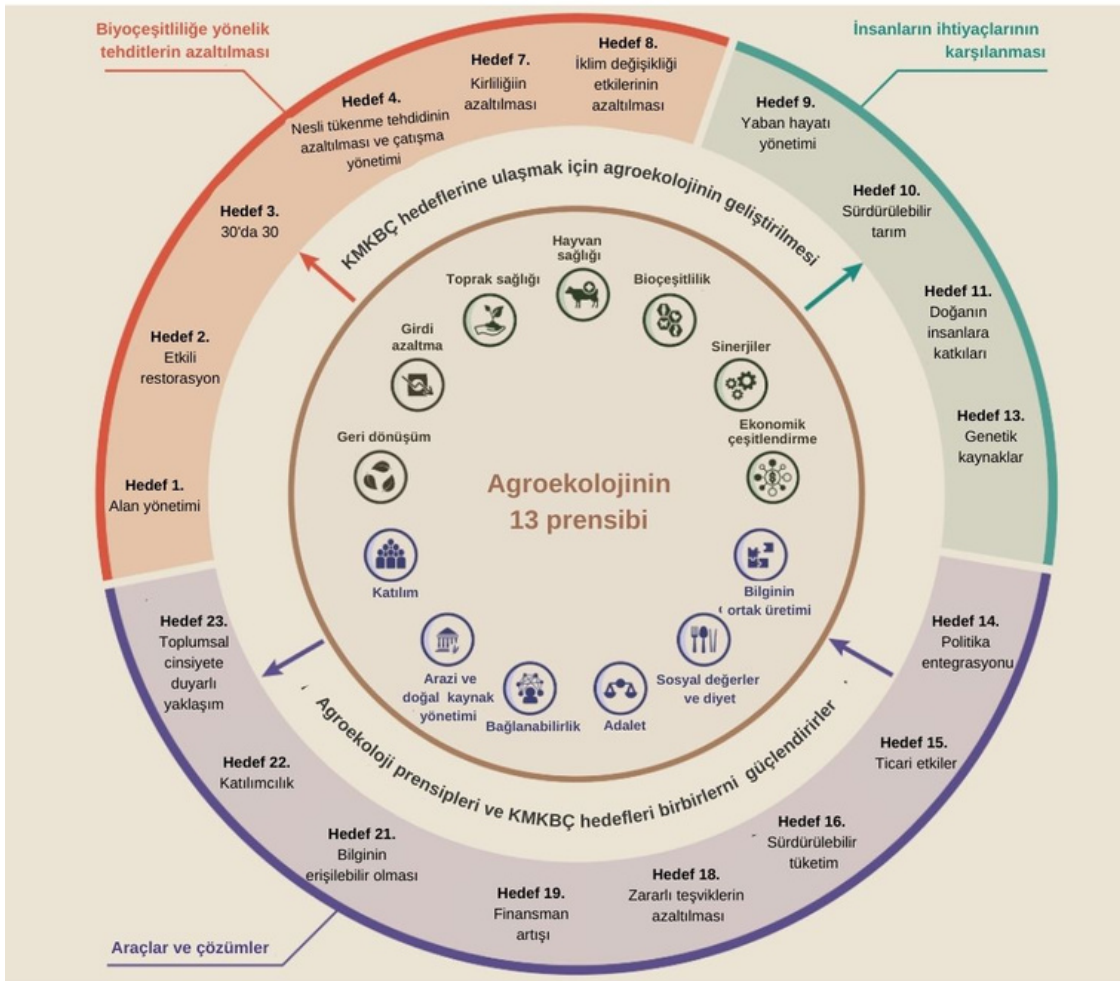 Biyoçeşitliliğe yönelik
tehditlerin azaltılması
İnsanların ihtiyaçlarının
karşılanması
Hedef 1.
Alan yönetimi
Hedef 2.
Etkili
restorasyon
Hedef 3.
30'da 30
Hedef 4.
Nesli tükenme tehdidinin
azaltılması ve çatışma
yönetimi
Hedef 7.
Kirliliğiin
azaltılması
Hedef 8.
İklim değişikliği
etkilerinin
azaltılması
Hedef 9.
Yaban hayatı
yönetimi
Hedef 10.
Sürdürülebilir
tarım
Hedef 11.
Doğanın
insanlara
katkıları
Hedef 13.
Genetik
kaynaklar
Hedef 14.
Politika
entegrasyonu
Hedef 15.
Ticari etkiler
Hedef 16.
Sürdürülebilir
tüketim
Hedef 18.
Zararlı teşviklerin
azaltılması
Hedef 19.
Finansman
artışı
Hedef 21.
Bilginin
erişilebilir olması
Hedef 22.
Katılımcılık
Hedef 23.
Toplumsal
cinsiyete
duyarlı
yaklaşım
Araçlar ve çözümler
KMKBÇ hedeflerine ulaşmak için agroekolojinin geliştirilmesi
Hayvan
sağlığı
Toprak sağlığı
Bioçeşitlilik
Girdi
azaltma
Sinerjiler
Geri dönüşüm
Ekonomik
çeşitlendirme
Agroekolojinin
13 prensibi
Katılım
Bilginin
ortak üretimi
Arazi ve
doğal kaynak
yönetimi
Bağlanabilirlik
Adalet
Sosyal değerler
ve diyet
Agroekoloji prensipleri ve KMKBÇ hedefleri birbirlerni güçlendirirler